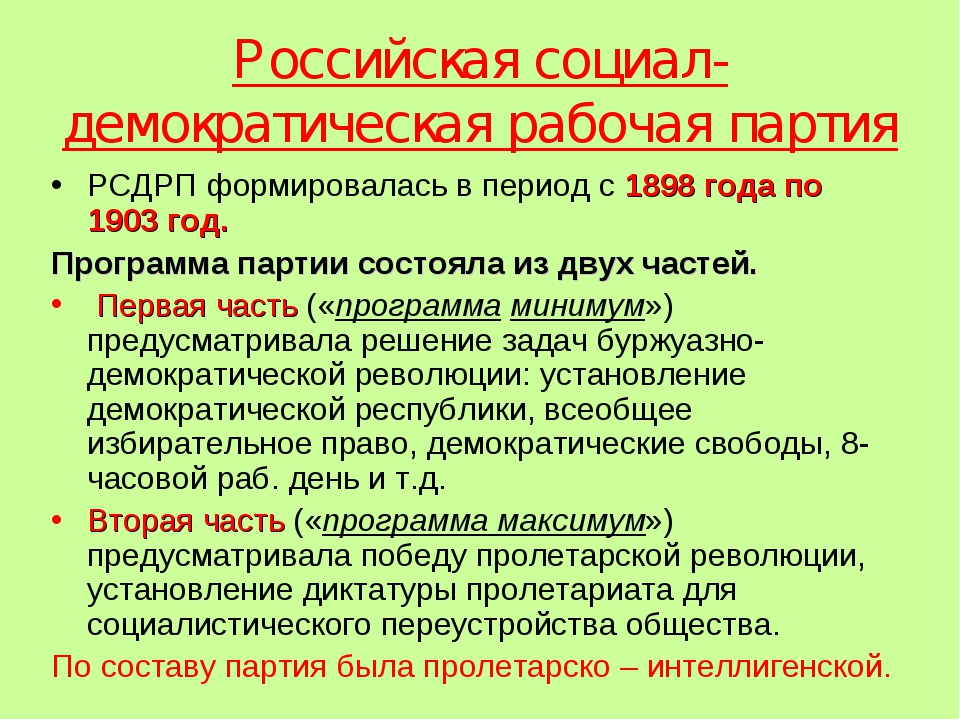 Российская социал-
демократическая рабочая партия
• РСДРП формировалась в период с 1898 года по
1903 год.
Программа партии состояла из двух частей.
• Первая часть («программа минимум»)
предусматривала решение задач буржуазно-
демократической революции: установление
демократической республики, всеобщее
избирательное право, демократические свободы, 8-
часовой раб. день и т.д.
• Вторая часть («программа максимум»)
предусматривала победу пролетарской революции,
установление диктатуры пролетариата для
социалистического переустройства общества.
По составу партия была пролетарско – интеллигенской.